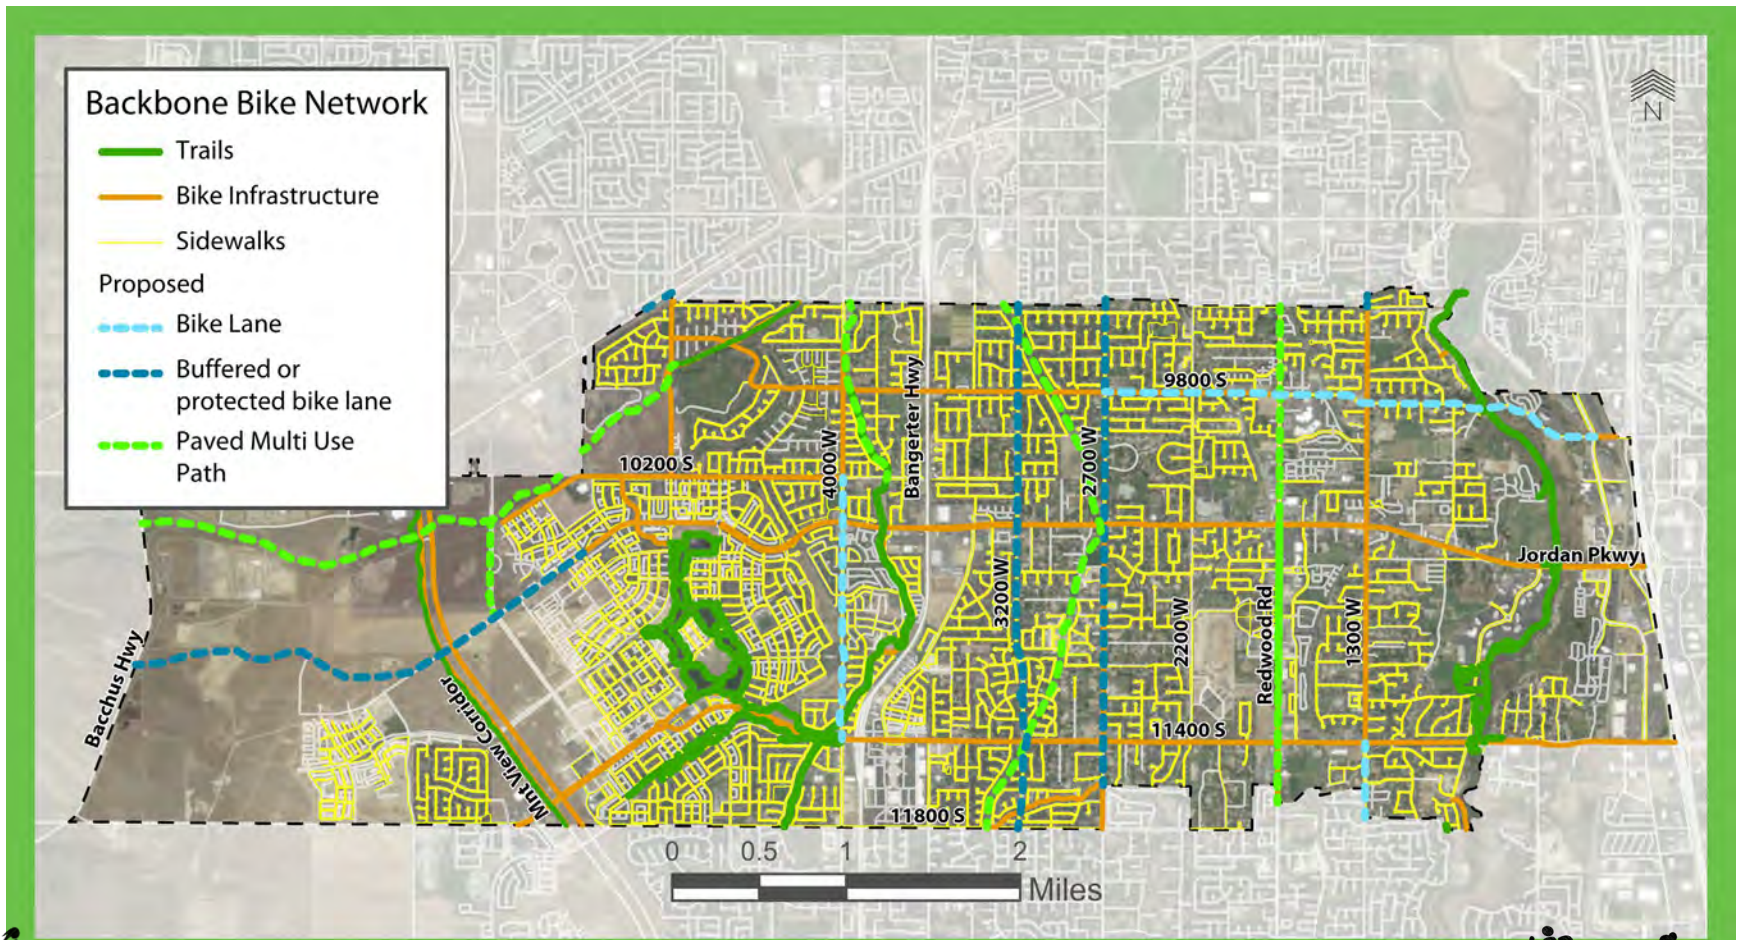 Backbone Bike Network
Trails
Bike Infrastructure
Sidewalks
Proposed
Bike Lane
Buffered or
protected bike lane
Paved Multi Use
Path
N
9800 S
10200 S
4000 W
Bangerter Hwy
2700 W
3200 W
2200 W
Redwood Rd
1300 W
Jordan Pkwy
Bacchus Hwy
Mnt View Corridor
11400 S
11800 S
0 0.5 1 2
Miles